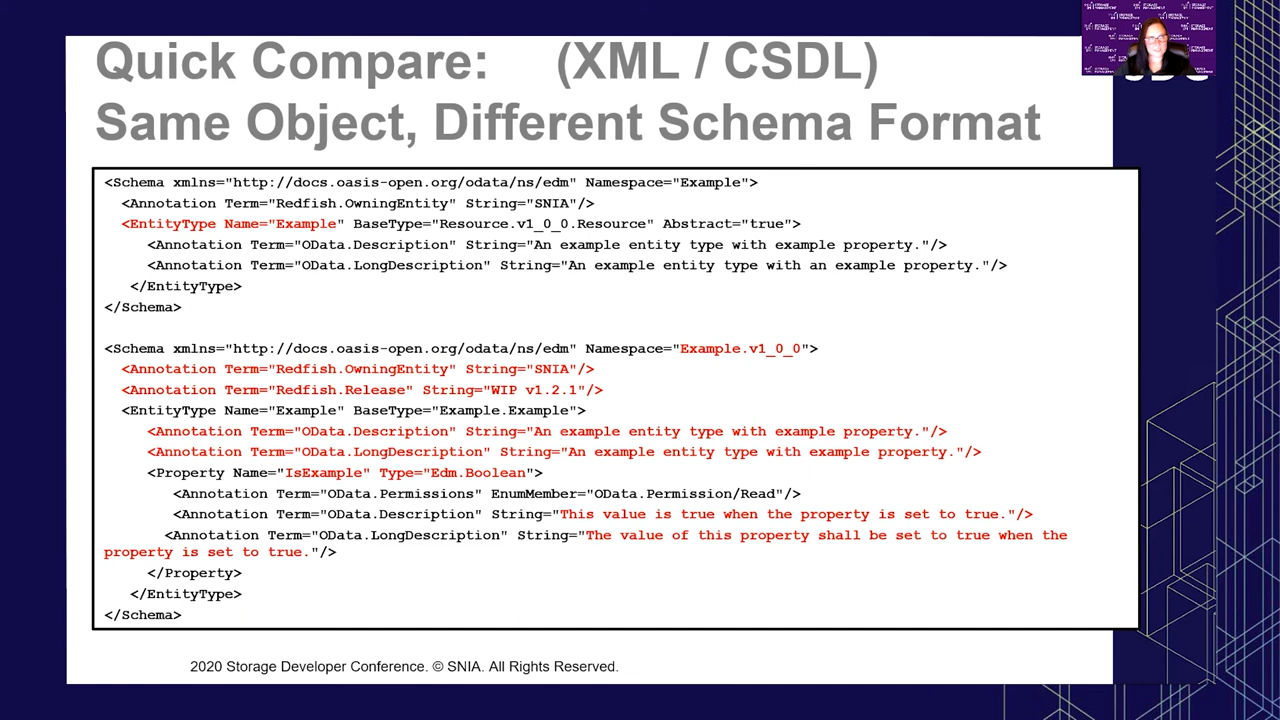 Quick Compare: (XML / CSDL)
Same Object, Different Schema Format
<Schema xmlns="http://docs.oasis-open.org/odata/ns/edm" Namespace="Example">
<Annotation Term="Redfish.OwningEntity" String="SNIA"/>
<EntityType Name="Example" BaseType="Resource.v1_0_0.Resource" Abstract="true">
<Annotation Term="OData.Description" String="An example entity type with example property."/>
<Annotation Term="OData.LongDescription" String="An example entity type with an example property."/>
</EntityType>
</Schema>
<Schema xmlns="http://docs.oasis-open.org/odata/ns/edm" Namespace="Example.v1_0_0">
<Annotation Term="Redfish.OwningEntity" String="SNIA"/>
<Annotation Term="Redfish.Release" String="WIP v1.2.1"/>
<EntityType Name="Example" BaseType="Example.Example">
<Annotation Term="OData.Description" String="An example entity type with example property."/>
<Annotation Term="OData.LongDescription" String="An example entity type with example property."/>
<Property Name="IsExample" Type="Edm.Boolean">
<Annotation Term="OData.Permissions" EnumMember="OData.Permission/Read"/>
<Annotation Term="OData.Description" String="This value is true when the property is set to true."/>
<Annotation Term="OData.LongDescription" String="The value of this property shall be set to true when the
property is set to true."/>
</Property>
</EntityType>
</Schema>
2020 Storage Developer Conference. © SNIA. All Rights Reserved.